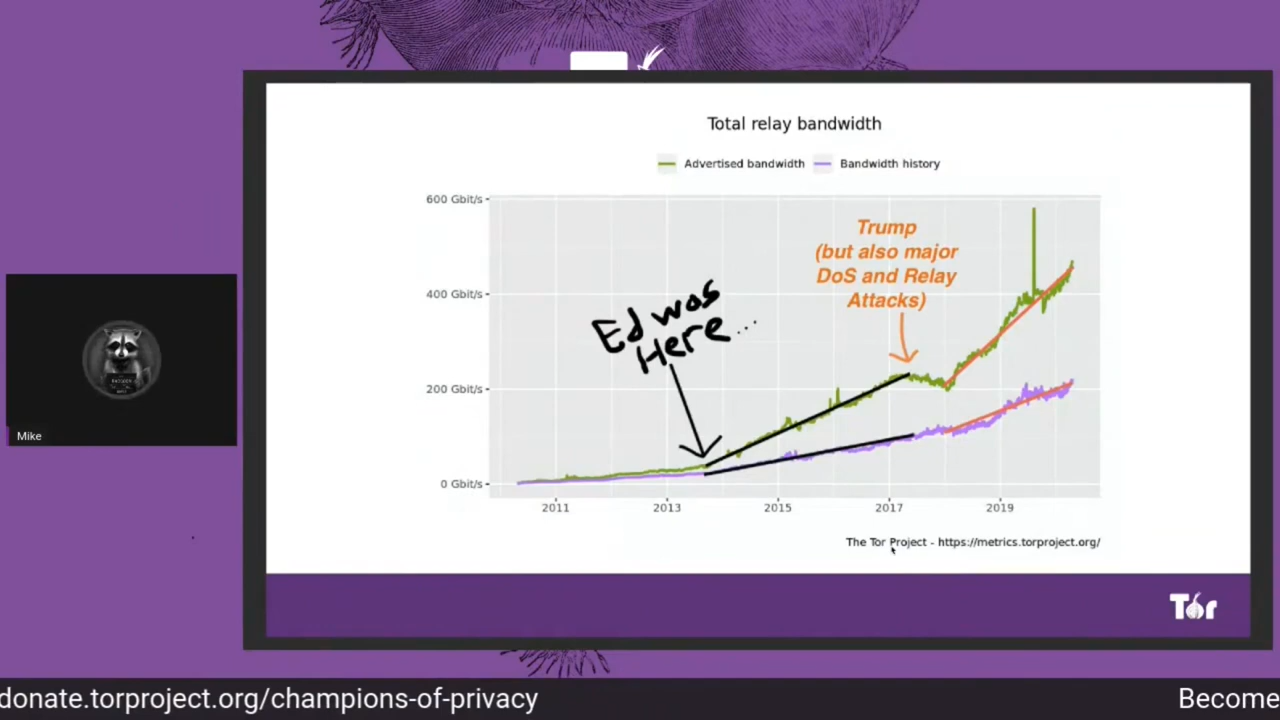 Total relay bandwidth
Advertised bandwidth
Bandwidth history
600 Gbit/s
400 Gbit/s
200 Gbit/s
0 Gbit/s
Ed was
Here...
Trump
(but also major
DoS and Relay
Attacks)
2011
2013
2015
2017
2019
The Tor Project - https://metrics.torproject.org/
Tor
Mike
donate.torproject.org/champions-of-privacy
Become